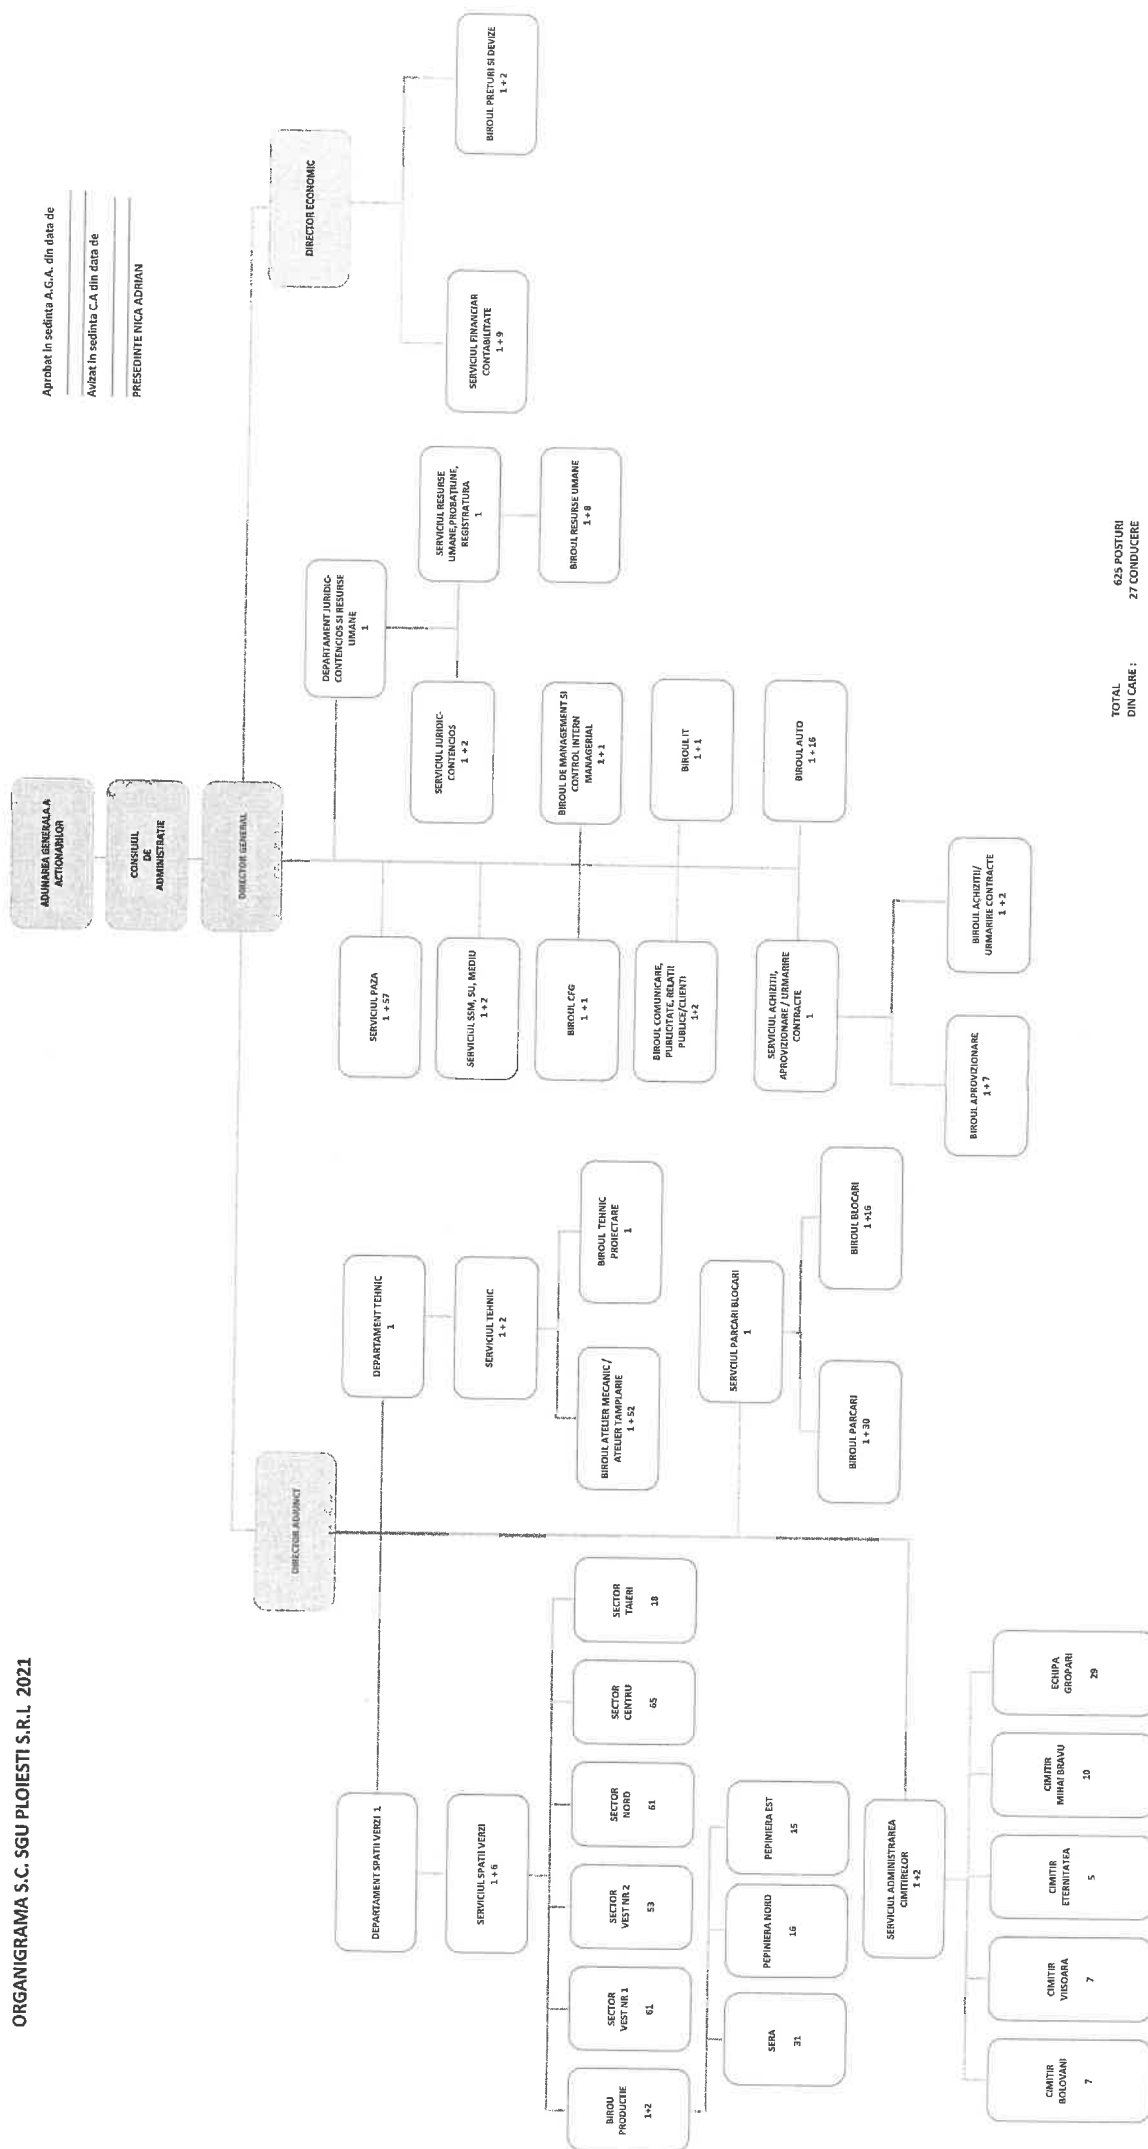 ORGANIGRAMA S.C. SGU PLOIESTI S.R.L 2021
Aprobat in sedinta A.G.A. din data de
Avizat in sedinta C.A din data de
PRESEDINTE NICA ADRIAN
ADUNAREA GENERALA A
ACTIONARILOR
CONSILIUL
DE
ADMINISTRATIE
DIRECTOR GENERAL
DIRECTOR ADJUNCT
DIRECTOR ECONOMIC
DEPARTAMENT SPATII VERZI 1
SERVICIUL SPATII VERZI
1 + 6
BIROU
PRODUCTIE
1+2
SECTOR
VEST NR 1
61
SECTOR
VEST NR 2
53
SECTOR
NORD
61
SECTOR
CENTRU
65
SECTOR
TAIERI
18
SERA
31
PEPINIERA NORD
16
PEPINIERA EST
15
SERVICIUL ADMINISTRAREA
CIMITIRELOR
1 +2
CIMITIR
BOLOVANI
7
CIMITIR
VIISOARA
7
CIMITIR
ETERNITATEA
5
CIMITIR
MIHAI BRAVU
10
ECHIPA
GROPARI
29
DEPARTAMENT TEHNIC
1
SERVICIUL TEHNIC
1 + 2
BIROUL ATELIER MECANIC /
ATELIER TAMPLARIE
1 + 52
BIROUL TEHNIC
PROIECTARE
1
SERVCIUL PARCARI BLOCARI
1
BIROUL PARCARI
1 + 30
BIROUL BLOCARI
1 +16
SERVICIUL PAZA
1 + 57
SERVICIUL SSM, SU, MEDIU
1 + 2
BIROUL CFG
1 + 1
BIROUL COMUNICARE,
PUBLICITATE, RELATII
PUBLICE/CLIENTI
1+2
SERVICIUL ACHIZITII,
APROVIZIONARE / URMARIRE
CONTRACTE
1
BIROUL APROVIZIONARE
1 + 7
BIROUL ACHIZITII/
URMARIRE CONTRACTE
1 + 2
DEPARTAMENT JURIDIC-
CONTENCIOS SI RESURSE
UMANE
1
SERVICIUL JURIDIC-
CONTENCIOS
1 + 2
SERVICIUL RESURSE
UMANE,PROBAȚIUNE,
REGISTRATURA
1
BIROUL RESURSE UMANE
1 + 8
BIROUL DE MANAGEMENT SI
CONTROL INTERN
MANAGERIAL
1 + 1
BIROUL IT
1 + 1
BIROUL AUTO
1 + 16
SERVICIUL FINANCIAR
CONTABILITATE
1 + 9
BIROUL PRETURI SI DEVIZE
1 + 2
TOTAL 625 POSTURI
DIN CARE : 27 CONDUCERE